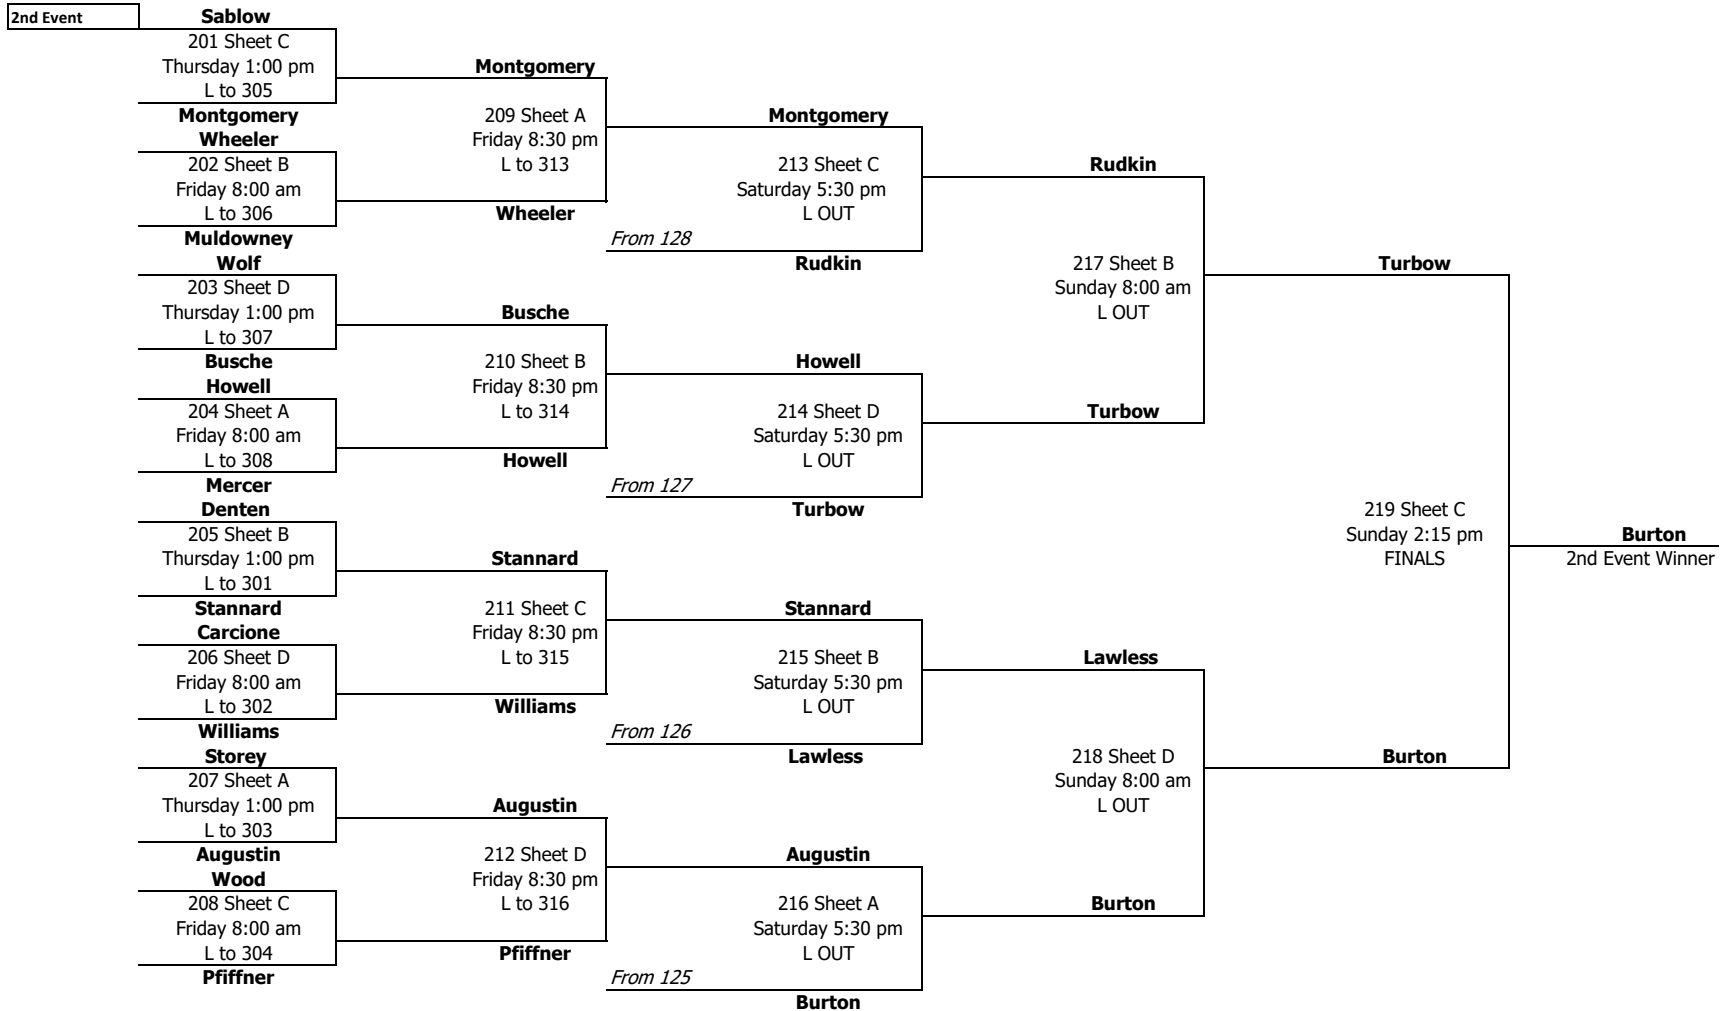 2nd Event
Sablow
201 Sheet C
Thursday 1:00 pm
L to 305
Montgomery
Wheeler
202 Sheet B
Friday 8:00 am
L to 306
Muldowney
Wolf
203 Sheet D
Thursday 1:00 pm
L to 307
Busche
Howell
204 Sheet A
Friday 8:00 am
L to 308
Mercer
Denten
205 Sheet B
Thursday 1:00 pm
L to 301
Stannard
Carcione
206 Sheet D
Friday 8:00 am
L to 302
Williams
Storey
207 Sheet A
Thursday 1:00 pm
L to 303
Augustin
Wood
208 Sheet C
Friday 8:00 am
L to 304
Pfiffner
Montgomery
209 Sheet A
Friday 8:30 pm
L to 313
Wheeler
Busche
210 Sheet B
Friday 8:30 pm
L to 314
Howell
Stannard
211 Sheet C
Friday 8:30 pm
L to 315
Williams
Augustin
212 Sheet D
Friday 8:30 pm
L to 316
Pfiffner
Montgomery
213 Sheet C
Saturday 5:30 pm
L OUT
From 128
Rudkin
Howell
214 Sheet D
Saturday 5:30 pm
L OUT
From 127
Turbow
Stannard
215 Sheet B
Saturday 5:30 pm
L OUT
From 126
Lawless
Augustin
216 Sheet A
Saturday 5:30 pm
L OUT
From 125
Burton
Rudkin
217 Sheet B
Sunday 8:00 am
L OUT
Turbow
Lawless
218 Sheet D
Sunday 8:00 am
L OUT
Burton
Turbow
219 Sheet C
Sunday 2:15 pm
FINALS
Burton
Burton
2nd Event Winner